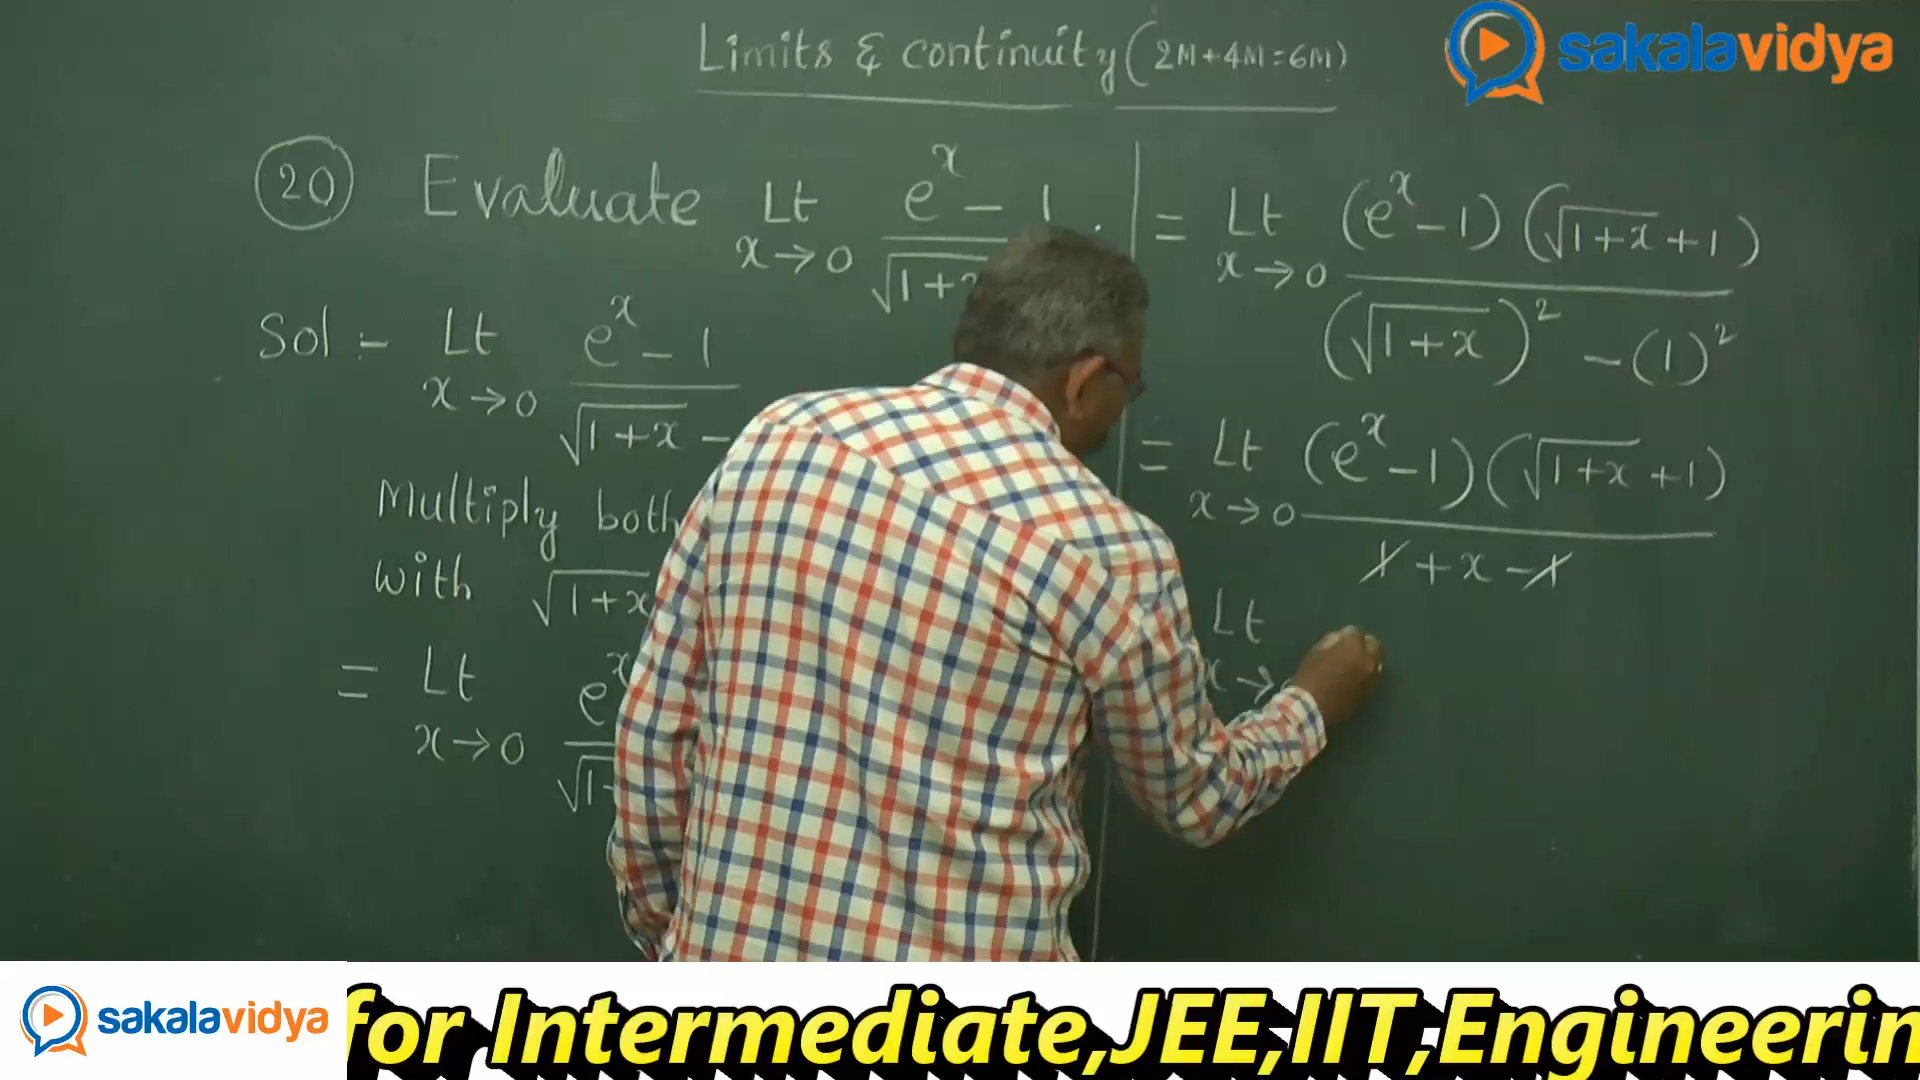 Limits & continuity (2M+4M=6M)
sakalavidya
20 Evaluate Lt x→0 e^x - 1
√1+x
Sol :- Lt x→0 e^x - 1
√1+x -
Multiply both
with √1+x
= Lt x→0 e^x
√1+
= Lt x→0 (e^x - 1) (√1+x + 1)
(√1+x)^2 - (1)^2
= Lt x→0 (e^x - 1) (√1+x + 1)
1 + x - 1
Lt
x→
sakalavidya
for Intermediate,JEE,IIT,Engineerin